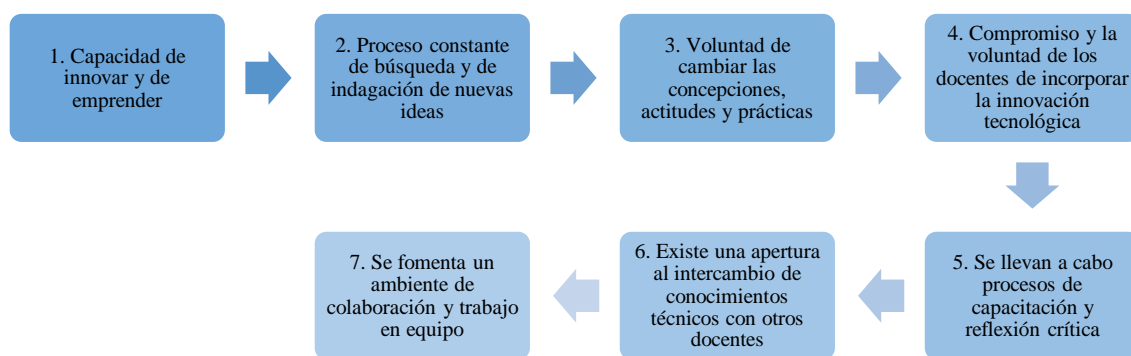 1. Capacidad de
innovar y de
emprender
2. Proceso constante
de búsqueda y de
indagación de nuevas
ideas
3. Voluntad de
cambiar las
concepciones,
actitudes y prácticas
4. Compromiso y la
voluntad de los
docentes de incorporar
la innovación
tecnológica
5. Se llevan a cabo
procesos de
capacitación y
reflexión crítica
6. Existe una apertura
al intercambio de
conocimientos
técnicos con otros
docentes
7. Se fomenta un
ambiente de
colaboración y trabajo
en equipo